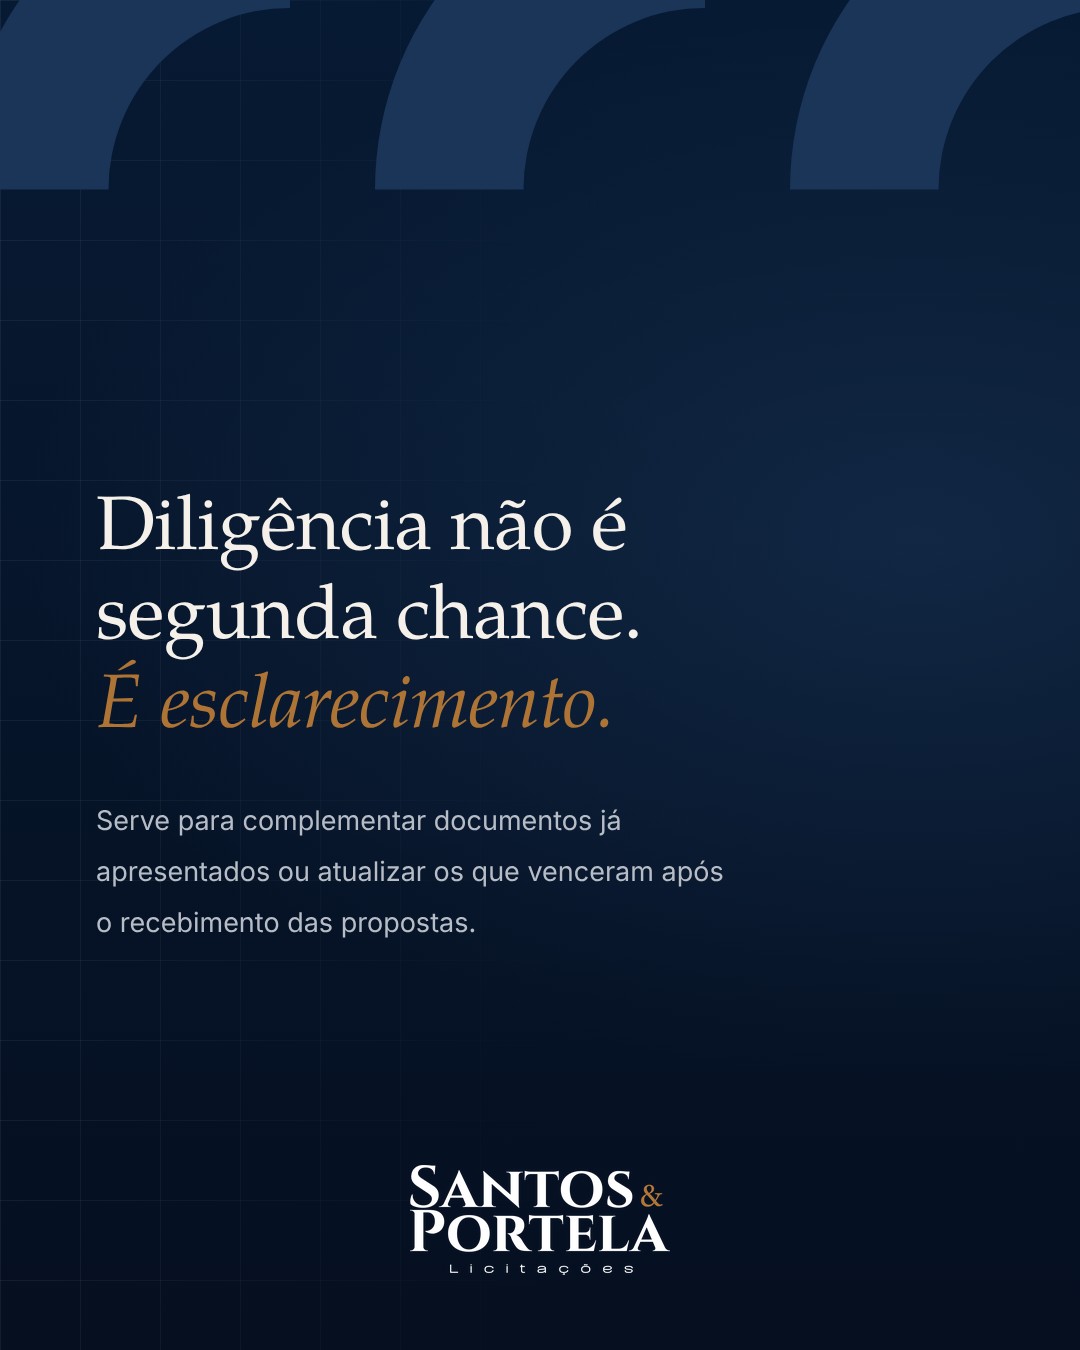 Diligência não é
segunda chance.
É esclarecimento.
Serve para complementar documentos já
apresentados ou atualizar os que venceram após
o recebimento das propostas.
SANTOS &
PORTELA
Licitações